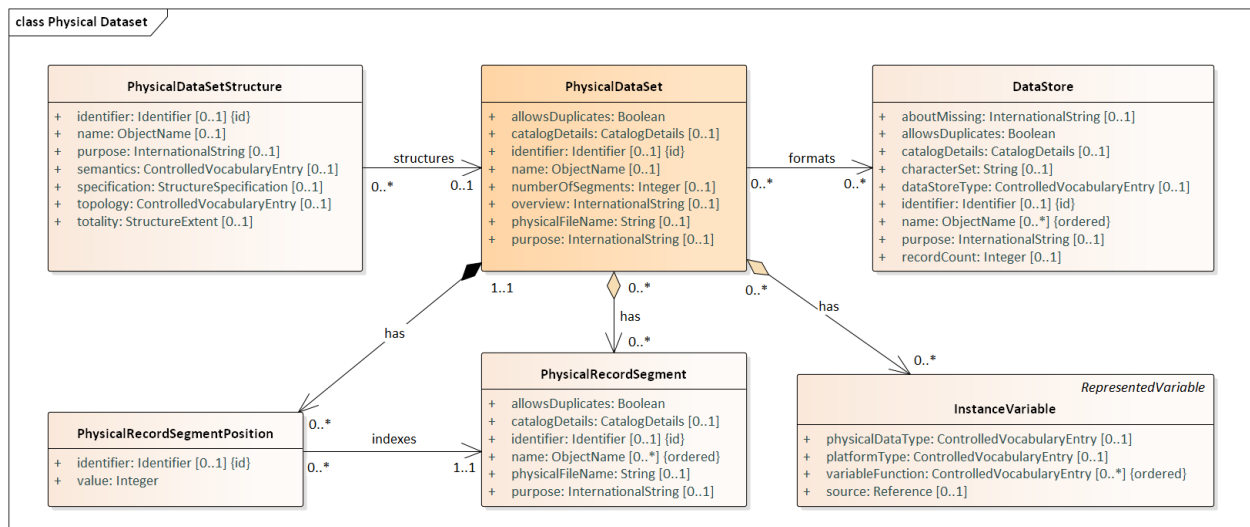 class Physical Dataset
PhysicalDataSetStructure
+ identifier: Identifier [0..1] {id}
+ name: ObjectName [0..1]
+ purpose: InternationalString [0..1]
+ semantics: ControlledVocabularyEntry [0..1]
+ specification: StructureSpecification [0..1]
+ topology: ControlledVocabularyEntry [0..1]
+ totality: StructureExtent [0..1]
structures
0..*
0..1
PhysicalDataSet
+ allowsDuplicates: Boolean
+ catalogDetails: CatalogDetails [0..1]
+ identifier: Identifier [0..1] {id}
+ name: ObjectName [0..1]
+ numberOfSegments: Integer [0..1]
+ overview: InternationalString [0..1]
+ physicalFileName: String [0..1]
+ purpose: InternationalString [0..1]
formats
0..*
0..*
DataStore
+ aboutMissing: InternationalString [0..1]
+ allowsDuplicates: Boolean
+ catalogDetails: CatalogDetails [0..1]
+ characterSet: String [0..1]
+ dataStoreType: ControlledVocabularyEntry [0..1]
+ identifier: Identifier [0..1] {id}
+ name: ObjectName [0..*] {ordered}
+ purpose: InternationalString [0..1]
+ recordCount: Integer [0..1]
1..1
has
0..*
0..*
has
0..*
0..*
has
0..*
PhysicalRecordSegmentPosition
+ identifier: Identifier [0..1] {id}
+ value: Integer
indexes
0..*
1..1
PhysicalRecordSegment
+ allowsDuplicates: Boolean
+ catalogDetails: CatalogDetails [0..1]
+ identifier: Identifier [0..1] {id}
+ name: ObjectName [0..*] {ordered}
+ physicalFileName: String [0..1]
+ purpose: InternationalString [0..1]
RepresentedVariable
InstanceVariable
+ physicalDataType: ControlledVocabularyEntry [0..1]
+ platformType: ControlledVocabularyEntry [0..1]
+ variableFunction: ControlledVocabularyEntry [0..*] {ordered}
+ source: Reference [0..1]